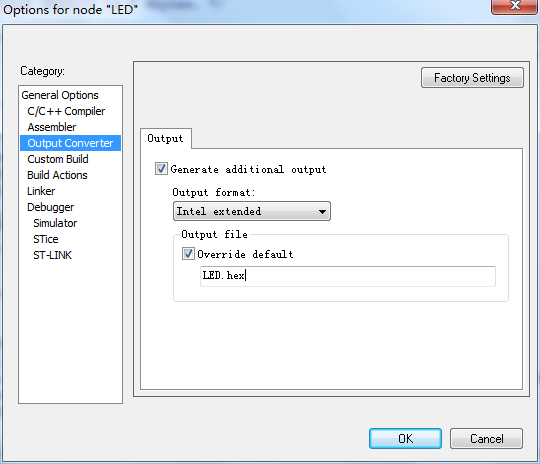 Options for node "LED"
Category:
Factory Settings
General Options
C/C++ Compiler
Assembler
Output Converter
Custom Build
Build Actions
Linker
Debugger
Simulator
STice
ST-LINK
Output
Generate additional output
Output format:
Intel extended
Output file
Override default
LED.hex
OK
Cancel